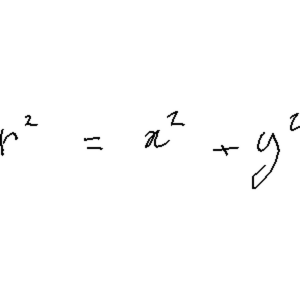 r² = x² + y²